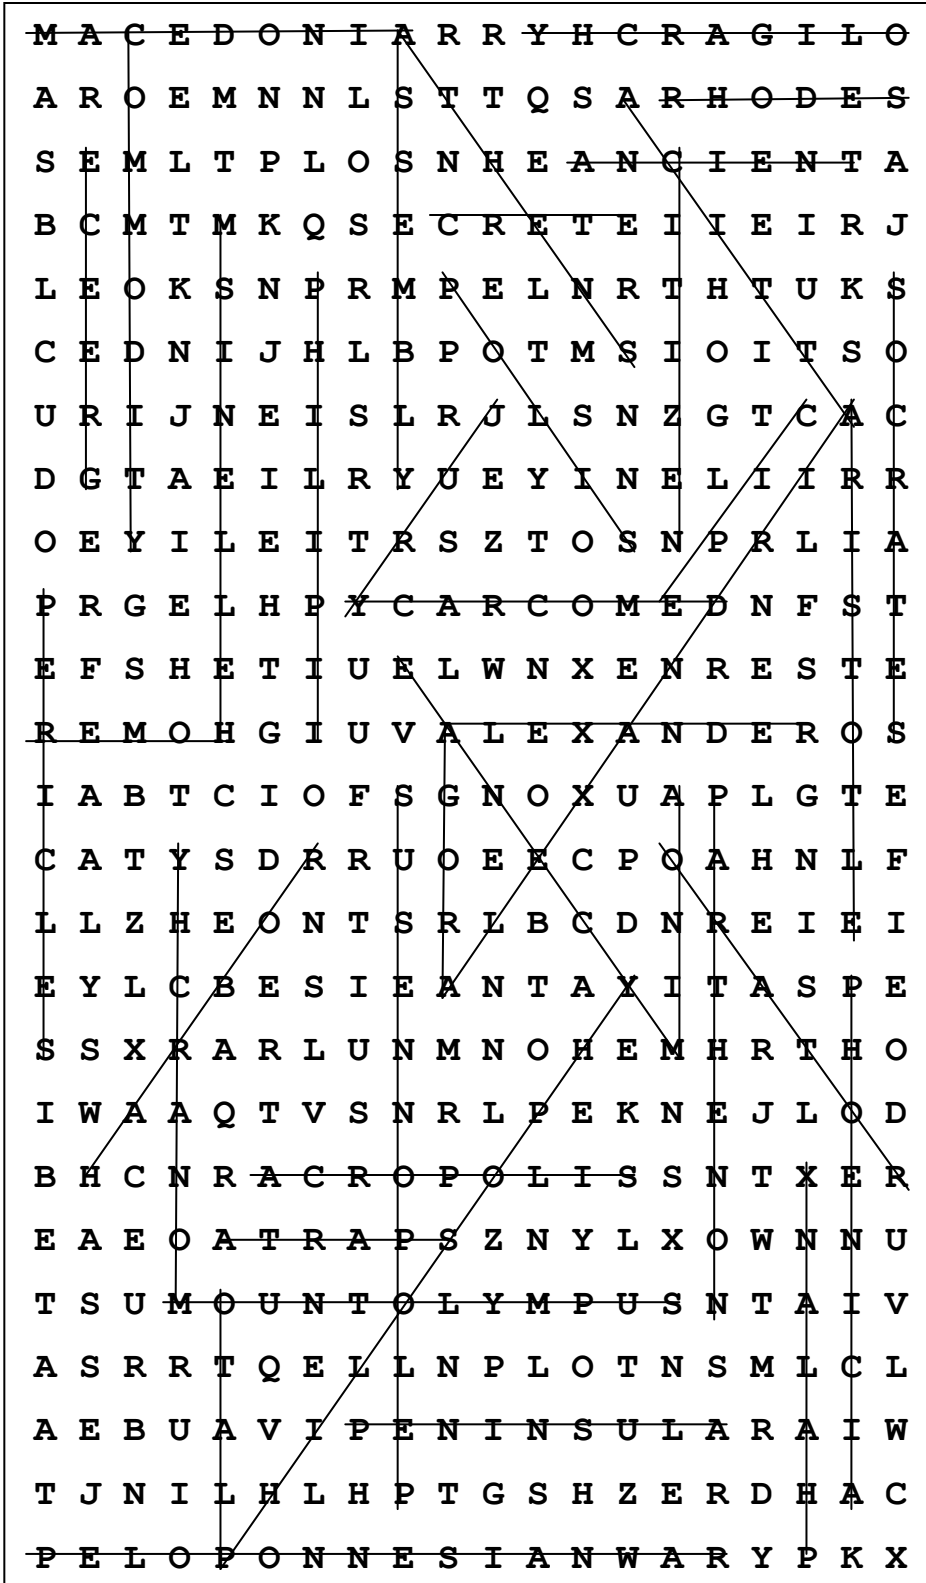 M A C E D O N I A R R Y H C R A G I L O
A R O E M N N L S T T Q S A R H O D E S
S E M L T P L O S N H E A N C I E N T A
B C M T M K Q S E C R E T E I I E I R J
L E O K S N P R M P E L N R T H T U K S
C E D N I J H L B P O T M S I O I T S O
U R I J N E I S L R J L S N Z G T C A C
D G T A E I L R Y U E Y I N E L I I R R
O E Y I L E I T R S Z T O S N P R L I A
P R G E L H P Y C A R C O M E D N F S T
E F S H E T I U E L W N X E N R E S T E
R E M O H G I U V A L E X A N D E R O S
I A B T C I O F S G N O X U A P L G T E
C A T Y S D R R U O E E C P O A H N L F
L L Z H E O N T S R L B C D N R E I E I
E Y L C B E S I E A N T A Y I T A S P E
S S X R A R L U N M N O H E M H R T H O
I W A A Q T V S N R L P E K N E J L O D
B H C N R A C R O P O L I S S N T X E R
E A E O A T R A P S Z N Y L X O W N N U
T S U M O U N T O L Y M P U S N T A I V
A S R R T Q E L L N P L O T N S M L C L
A E B U A V I P E N I N S U L A R A I W
T J N I L H L H P T G S H Z E R D H A C
P E L O P O N N E S I A N W A R Y P K X